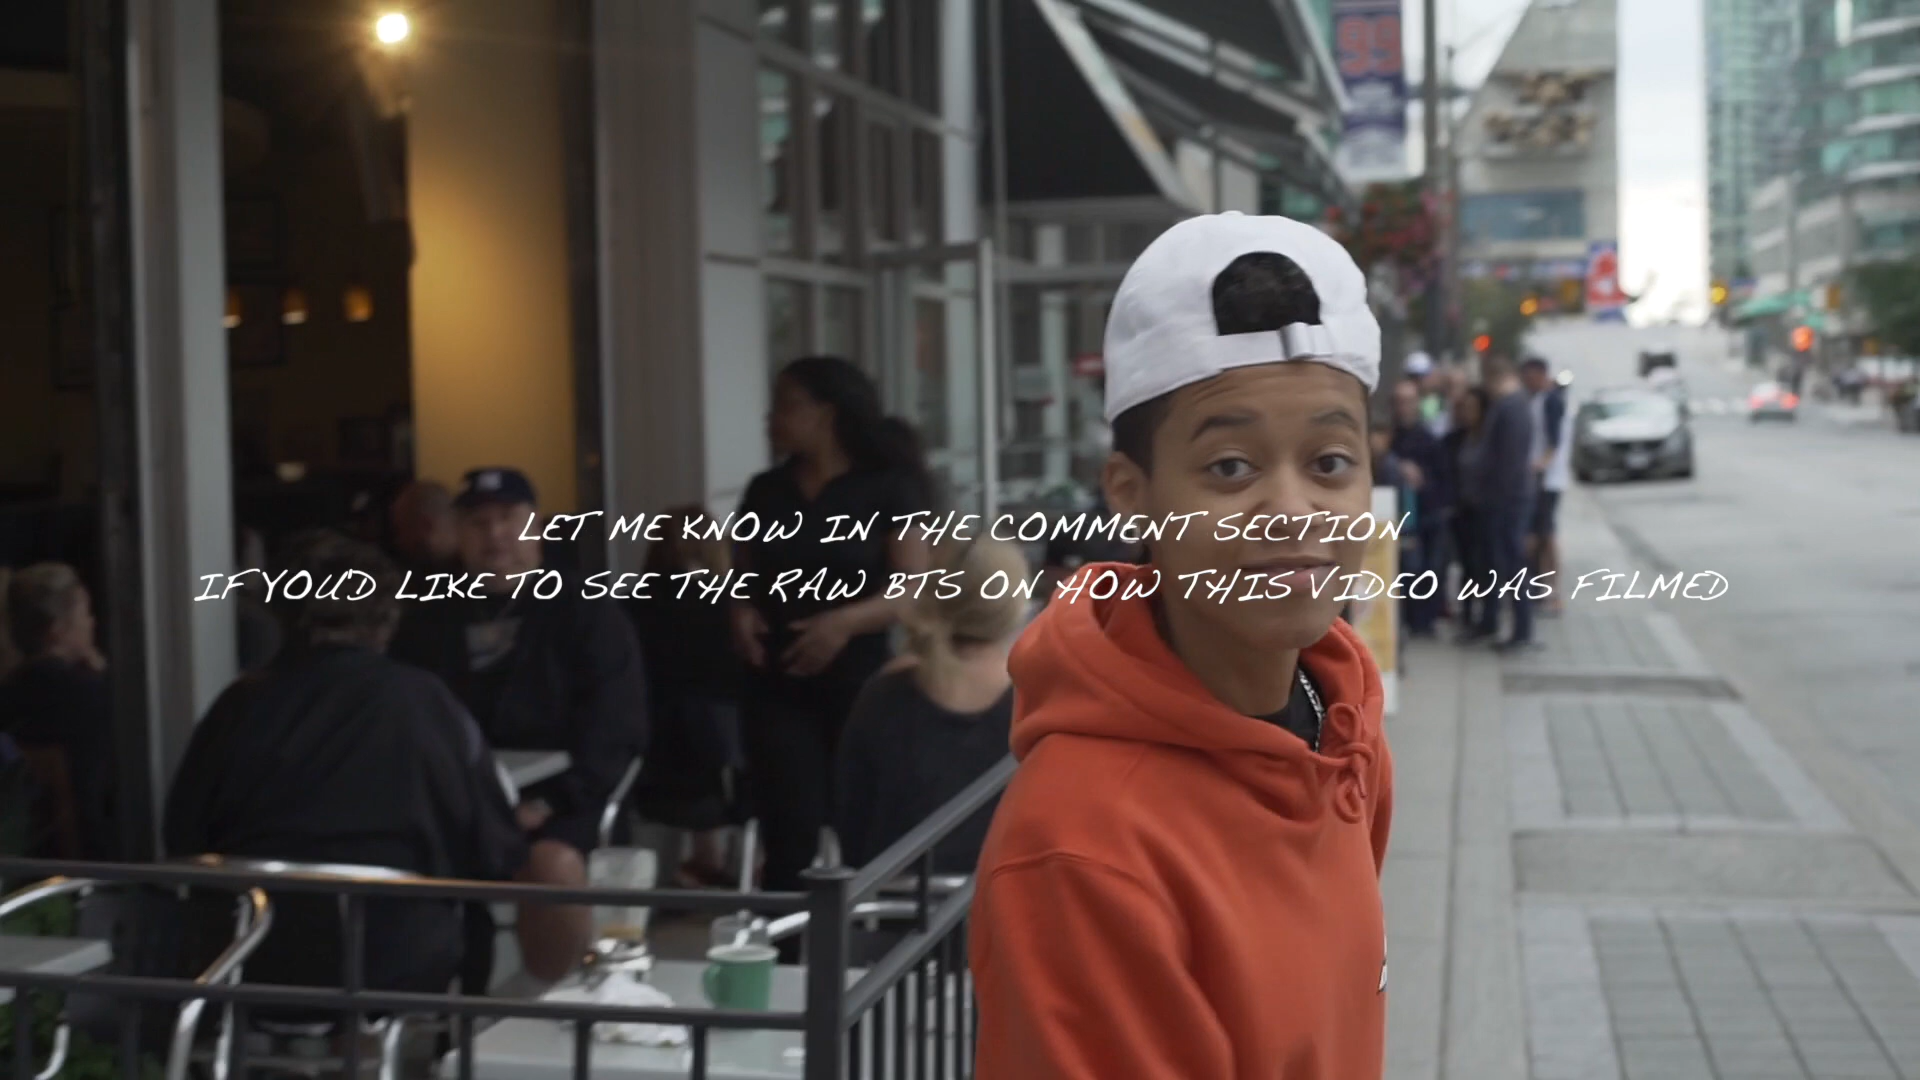 99
LET ME KNOW IN THE COMMENT SECTION
IF YOU'D LIKE TO SEE THE RAW BTS ON HOW THIS VIDEO WAS FILMED